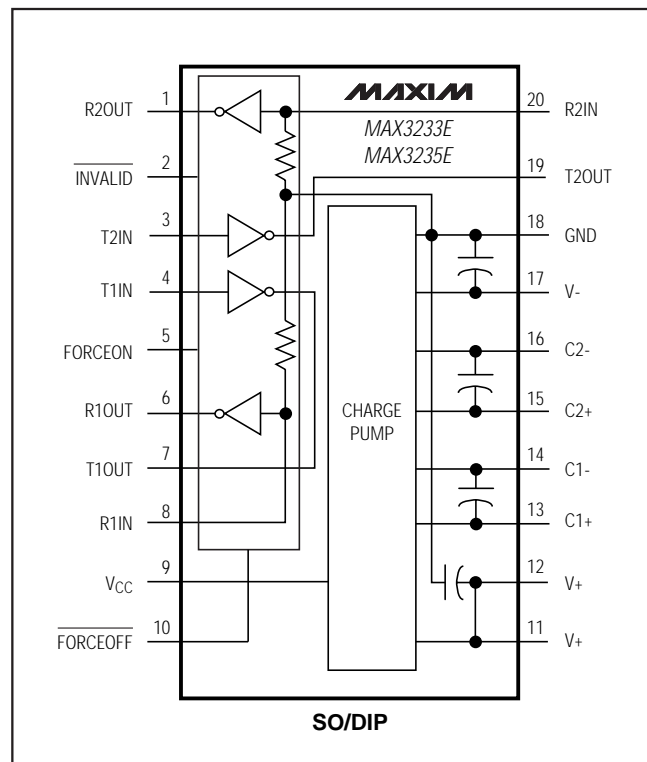 MAXIM
MAX3233E
MAX3235E
R2OUT 1
INVALID 2
T2IN 3
T1IN 4
FORCEON 5
R1OUT 6
T1OUT 7
R1IN 8
VCC 9
FORCEOFF 10
20 R2IN
19 T2OUT
18 GND
17 V-
16 C2-
15 C2+
14 C1-
13 C1+
12 V+
11 V+
CHARGE
PUMP
SO/DIP